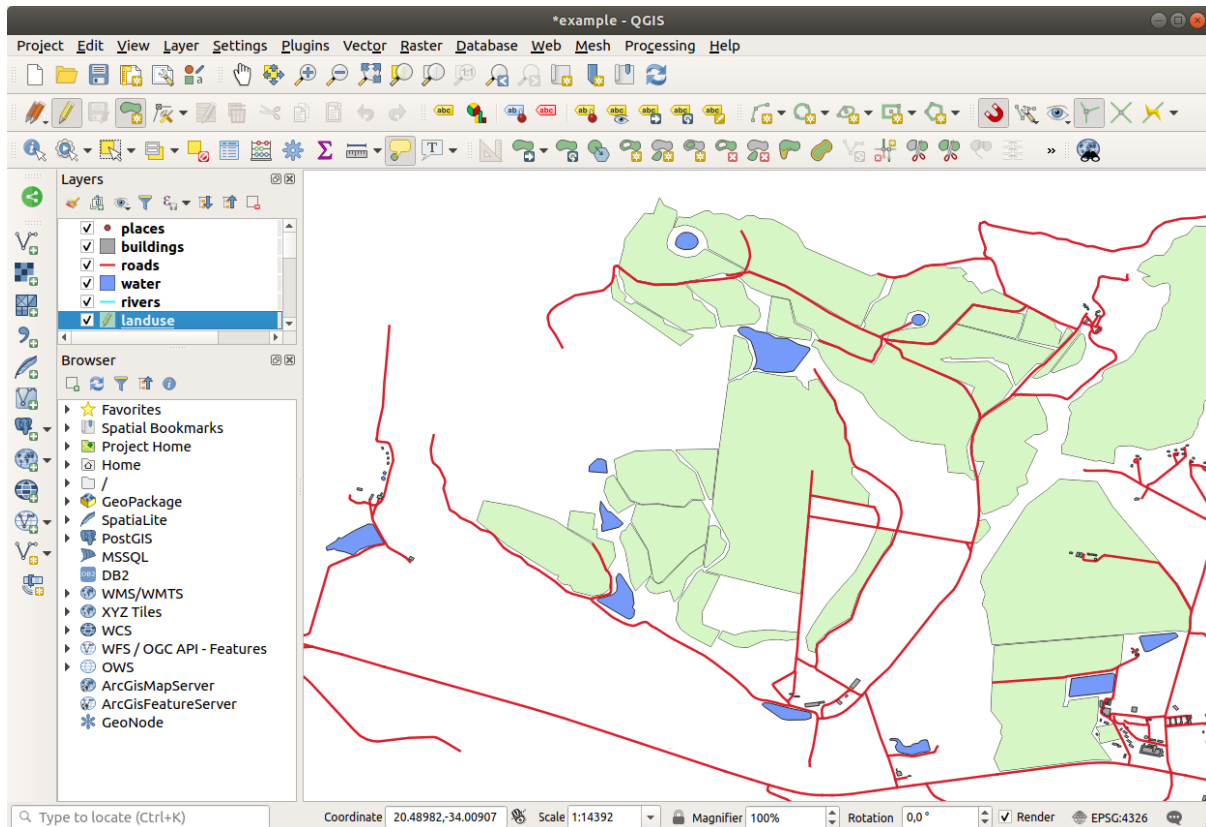 *example - QGIS
Project Edit View Layer Settings Plugins Vector Raster Database Web Mesh Processing Help
Layers
places
buildings
roads
water
rivers
landuse
Browser
Favorites
Spatial Bookmarks
Project Home
Home
/
GeoPackage
SpatiaLite
PostGIS
MSSQL
DB2
WMS/WMTS
XYZ Tiles
WCS
WFS / OGC API - Features
OWS
ArcGisMapServer
ArcGisFeatureServer
GeoNode
Type to locate (Ctrl+K) Coordinate 20.48982,-34.00907 Scale 1:14392 Magnifier 100% Rotation 0,0 ° Render EPSG:4326